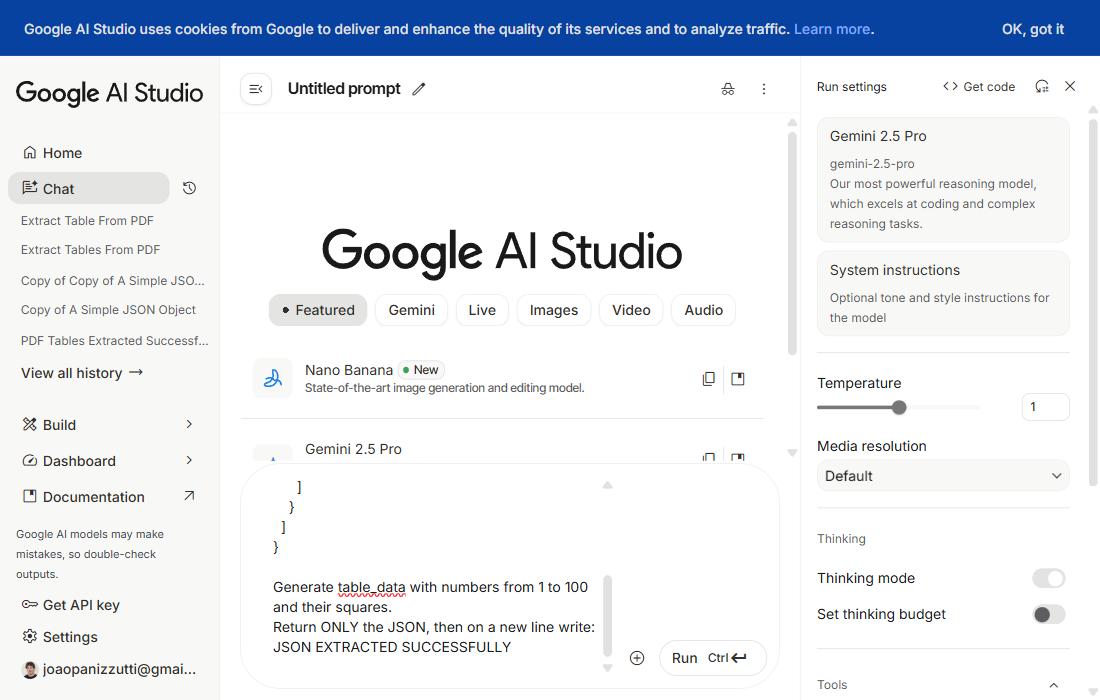 Google AI Studio uses cookies from Google to deliver and enhance the quality of its services and to analyze traffic. Learn more.
OK, got it
Google AI Studio
Home
Chat
Extract Table From PDF
Extract Tables From PDF
Copy of Copy of A Simple JSO...
Copy of A Simple JSON Object
PDF Tables Extracted Successf...
View all history
Build
Dashboard
Documentation
Google AI models may make
mistakes, so double-check
outputs.
Get API key
Settings
joaopanizzutti@gmai...
Untitled prompt
Google AI Studio
Featured
Gemini
Live
Images
Video
Audio
Nano Banana
New
State-of-the-art image generation and editing model.
Gemini 2.5 Pro
]
}
]
}
Generate table_data with numbers from 1 to 100
and their squares.
Return ONLY the JSON, then on a new line write:
JSON EXTRACTED SUCCESSFULLY
Run Ctrl
Run settings
<> Get code
Gemini 2.5 Pro
gemini-2.5-pro
Our most powerful reasoning model,
which excels at coding and complex
reasoning tasks.
System instructions
Optional tone and style instructions for
the model
Temperature
1
Media resolution
Default
Thinking
Thinking mode
Set thinking budget
Tools